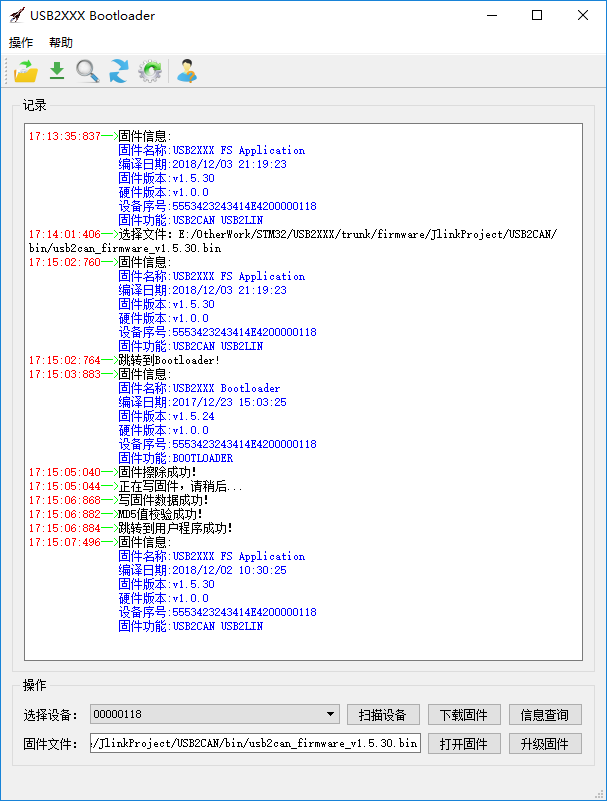 USB2XXX Bootloader
操作 帮助
记录
17:13:35:837-->固件信息:
固件名称:USB2XXX FS Application
编译日期:2018/12/03 21:19:23
固件版本:v1.5.30
硬件版本:v1.0.0
设备序号:5553423243414E4200000118
固件功能:USB2CAN USB2LIN
17:14:01:406-->选择文件: E:/OtherWork/STM32/USB2XXX/trunk/firmware/JlinkProject/USB2CAN/
bin/usb2can_firmware_v1.5.30.bin
17:15:02:760-->固件信息:
固件名称:USB2XXX FS Application
编译日期:2018/12/03 21:19:23
固件版本:v1.5.30
硬件版本:v1.0.0
设备序号:5553423243414E4200000118
固件功能:USB2CAN USB2LIN
17:15:02:764-->跳转到Bootloader!
17:15:03:883-->固件信息:
固件名称:USB2XXX Bootloader
编译日期:2017/12/23 15:03:25
固件版本:v1.5.24
硬件版本:v1.0.0
设备序号:5553423243414E4200000118
固件功能:BOOTLOADER
17:15:05:040-->固件擦除成功!
17:15:05:044-->正在写固件，请稍后...
17:15:06:868-->写固件数据成功!
17:15:06:882-->MD5值校验成功!
17:15:06:884-->跳转到用户程序成功!
17:15:07:496-->固件信息:
固件名称:USB2XXX FS Application
编译日期:2018/12/02 10:30:25
固件版本:v1.5.30
硬件版本:v1.0.0
设备序号:5553423243414E4200000118
固件功能:USB2CAN USB2LIN
操作
选择设备: 00000118 扫描设备 下载固件 信息查询
固件文件: :/JlinkProject/USB2CAN/bin/usb2can_firmware_v1.5.30.bin 打开固件 升级固件